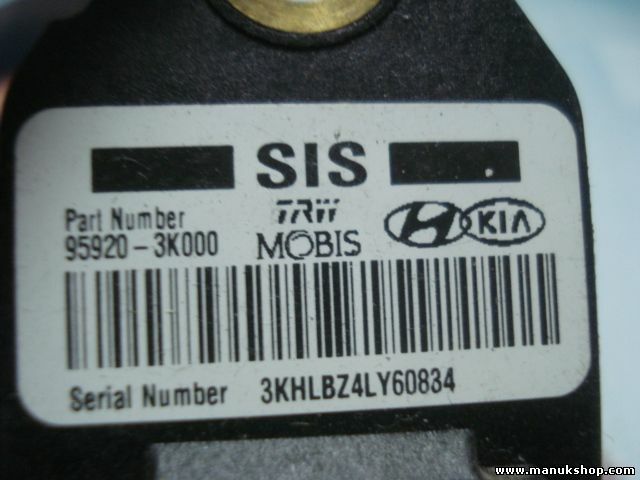 SIS
Part Number
95920-3K000
TRW
MOBIS
KIA
Serial Number 3KHLBZ4LY60834
www.manukshop.com